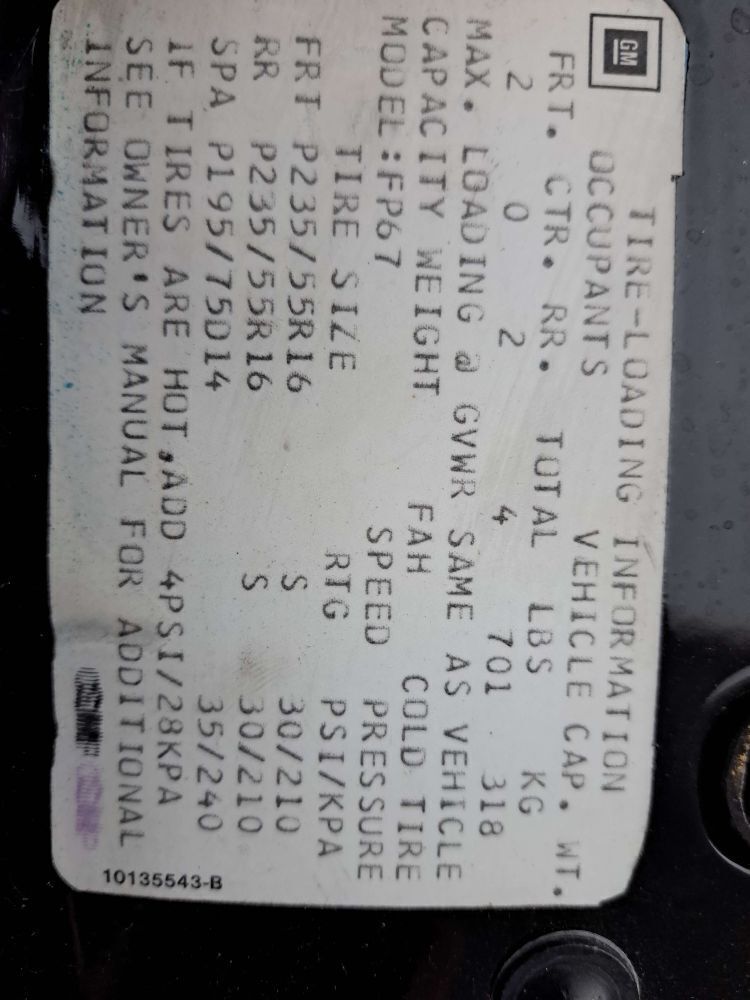 GM
TIRE-LOADING INFORMATION
OCCUPANTS VEHICLE CAP. WT.
FRT. CTR. RR. TOTAL LBS KG
2 0 2 4 701 318
MAX. LOADING @ GVWR SAME AS VEHICLE
CAPACITY WEIGHT FAH COLD TIRE
MODEL:FP67 SPEED PRESSURE
TIRE SIZE RTG PSI/KPA
FRT P235/55R16 S 30/210
RR P235/55R16 S 30/210
SPA P195/75D14 35/240
IF TIRES ARE HOT,ADD 4PSI/28KPA
SEE OWNER'S MANUAL FOR ADDITIONAL
INFORMATION
10135543-B